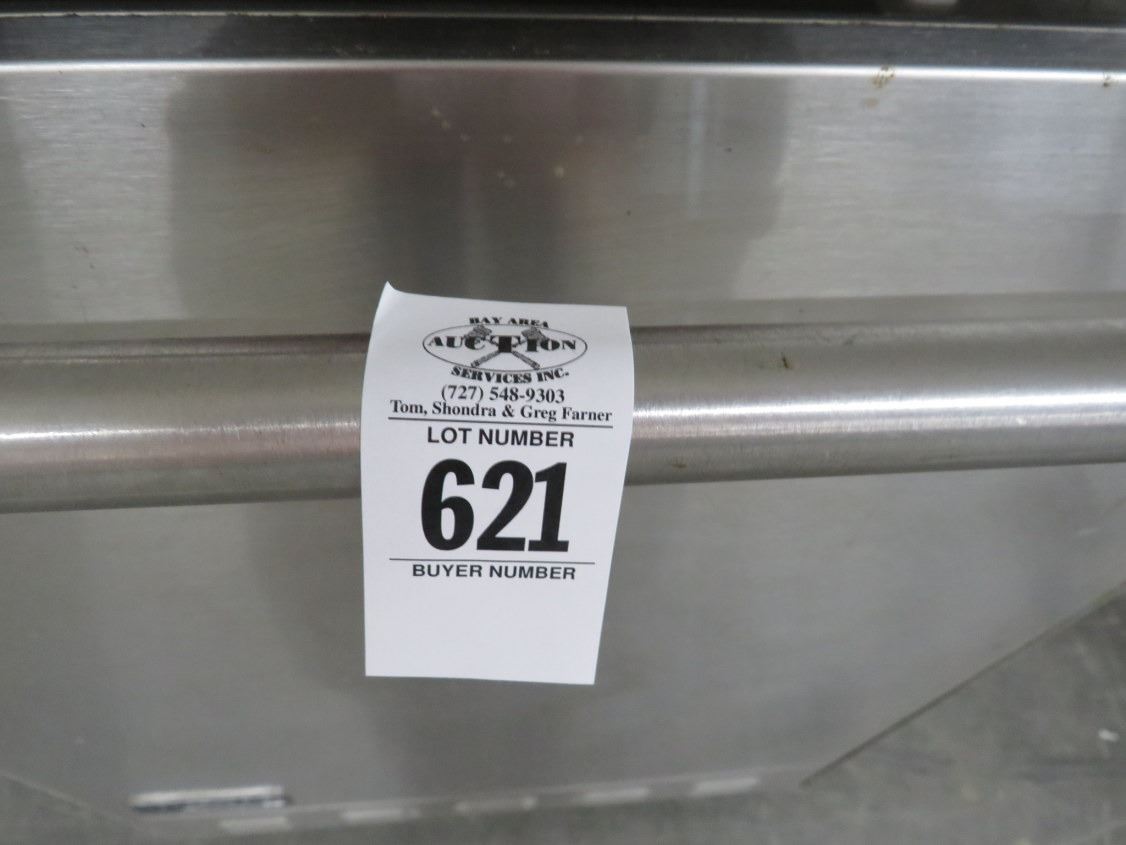 BAY AREA
AUCTION
SERVICES INC.
(727) 548-9303
Tom, Shondra & Greg Farner
LOT NUMBER
621
BUYER NUMBER